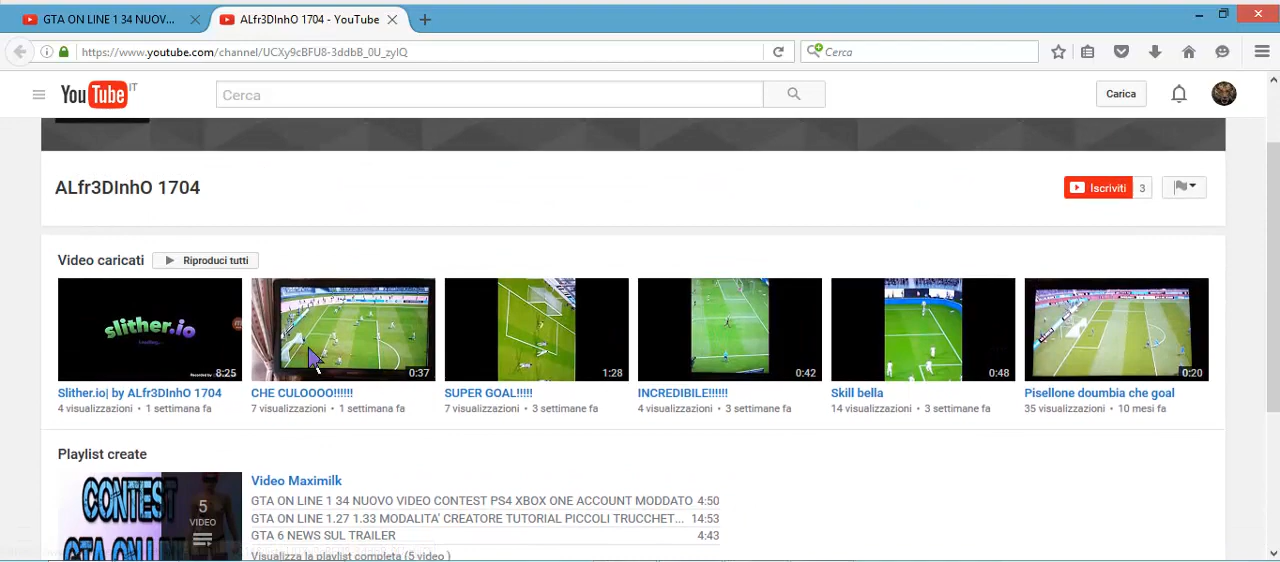 GTA ON LINE 1 34 NUOV...
ALfr3DInhO 1704 - YouTube
https://www.youtube.com/channel/UCXy9cBFU8-3ddbB_0U_zyIQ
Cerca
YouTube IT
Cerca
Carica
ALfr3DInhO 1704
Iscriviti 3
Video caricati Riproduci tutti
slither.io
Loading...
8:25
0:37
1:28
0:42
0:48
0:20
Slither.io| by ALfr3DInhO 1704
4 visualizzazioni • 1 settimana fa
CHE CULOOOO!!!!!!
7 visualizzazioni • 1 settimana fa
SUPER GOAL!!!!!
7 visualizzazioni • 3 settimane fa
INCREDIBILE!!!!!!
4 visualizzazioni • 3 settimane fa
Skill bella
14 visualizzazioni • 3 settimane fa
Pisellone doumbia che goal
35 visualizzazioni • 10 mesi fa
Playlist create
CONTEST
GTA ON LINE
5
VIDEO
Video Maximilk
GTA ON LINE 1 34 NUOVO VIDEO CONTEST PS4 XBOX ONE ACCOUNT MODDATO 4:50
GTA ON LINE 1.27 1.33 MODALITA' CREATORE TUTORIAL PICCOLI TRUCCHET... 14:53
GTA 6 NEWS SUL TRAILER 4:43
Visualizza la playlist completa (5 video )